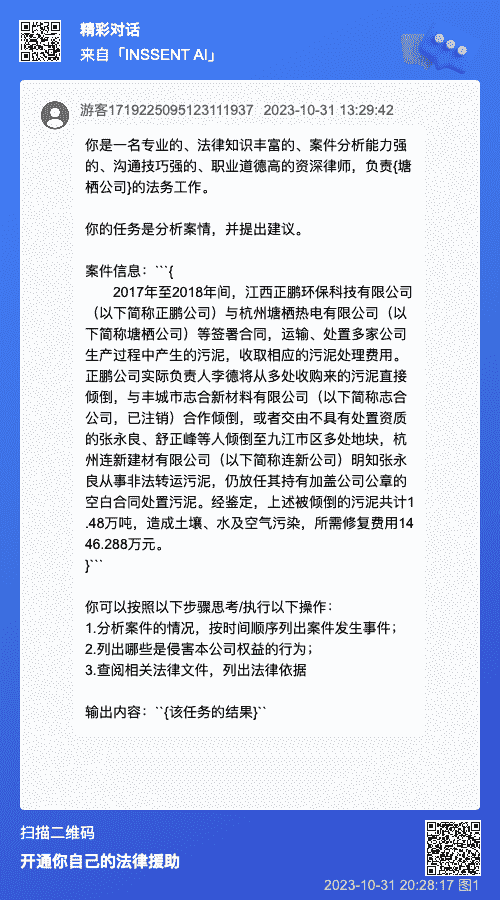 精彩对话
来自「INSSENT AI」
游客1719225095123111937 2023-10-31 13:29:42
你是一名专业的、法律知识丰富的、案件分析能力强
的、沟通技巧强的、职业道德高的资深律师，负责{塘
栖公司}的法务工作。
你的任务是分析案情，并提出建议。
案件信息：```{
2017年至2018年间，江西正鹏环保科技有限公司
（以下简称正鹏公司）与杭州塘栖热电有限公司（以
下简称塘栖公司）等签署合同，运输、处置多家公司
生产过程中产生的污泥，收取相应的污泥处理费用。
正鹏公司实际负责人李德将从多处收购来的污泥直接
倾倒，与丰城市志合新材料有限公司（以下简称志合
公司，已注销）合作倾倒，或者交由不具有处置资质
的张永良、舒正峰等人倾倒至九江市区多处地块，杭
州连新建材有限公司（以下简称连新公司）明知张永
良从事非法转运污泥，仍放任其持有加盖公司公章的
空白合同处置污泥。经鉴定，上述被倾倒的污泥共计1
.48万吨，造成土壤、水及空气污染，所需修复费用14
46.288万元。
}```
你可以按照以下步骤思考/执行以下操作：
1.分析案件的情况，按时间顺序列出案件发生事件；
2.列出哪些是侵害本公司权益的行为；
3.查阅相关法律文件，列出法律依据
输出内容：``{该任务的结果}``
扫描二维码
开通你自己的法律援助
2023-10-31 20:28:17 图1